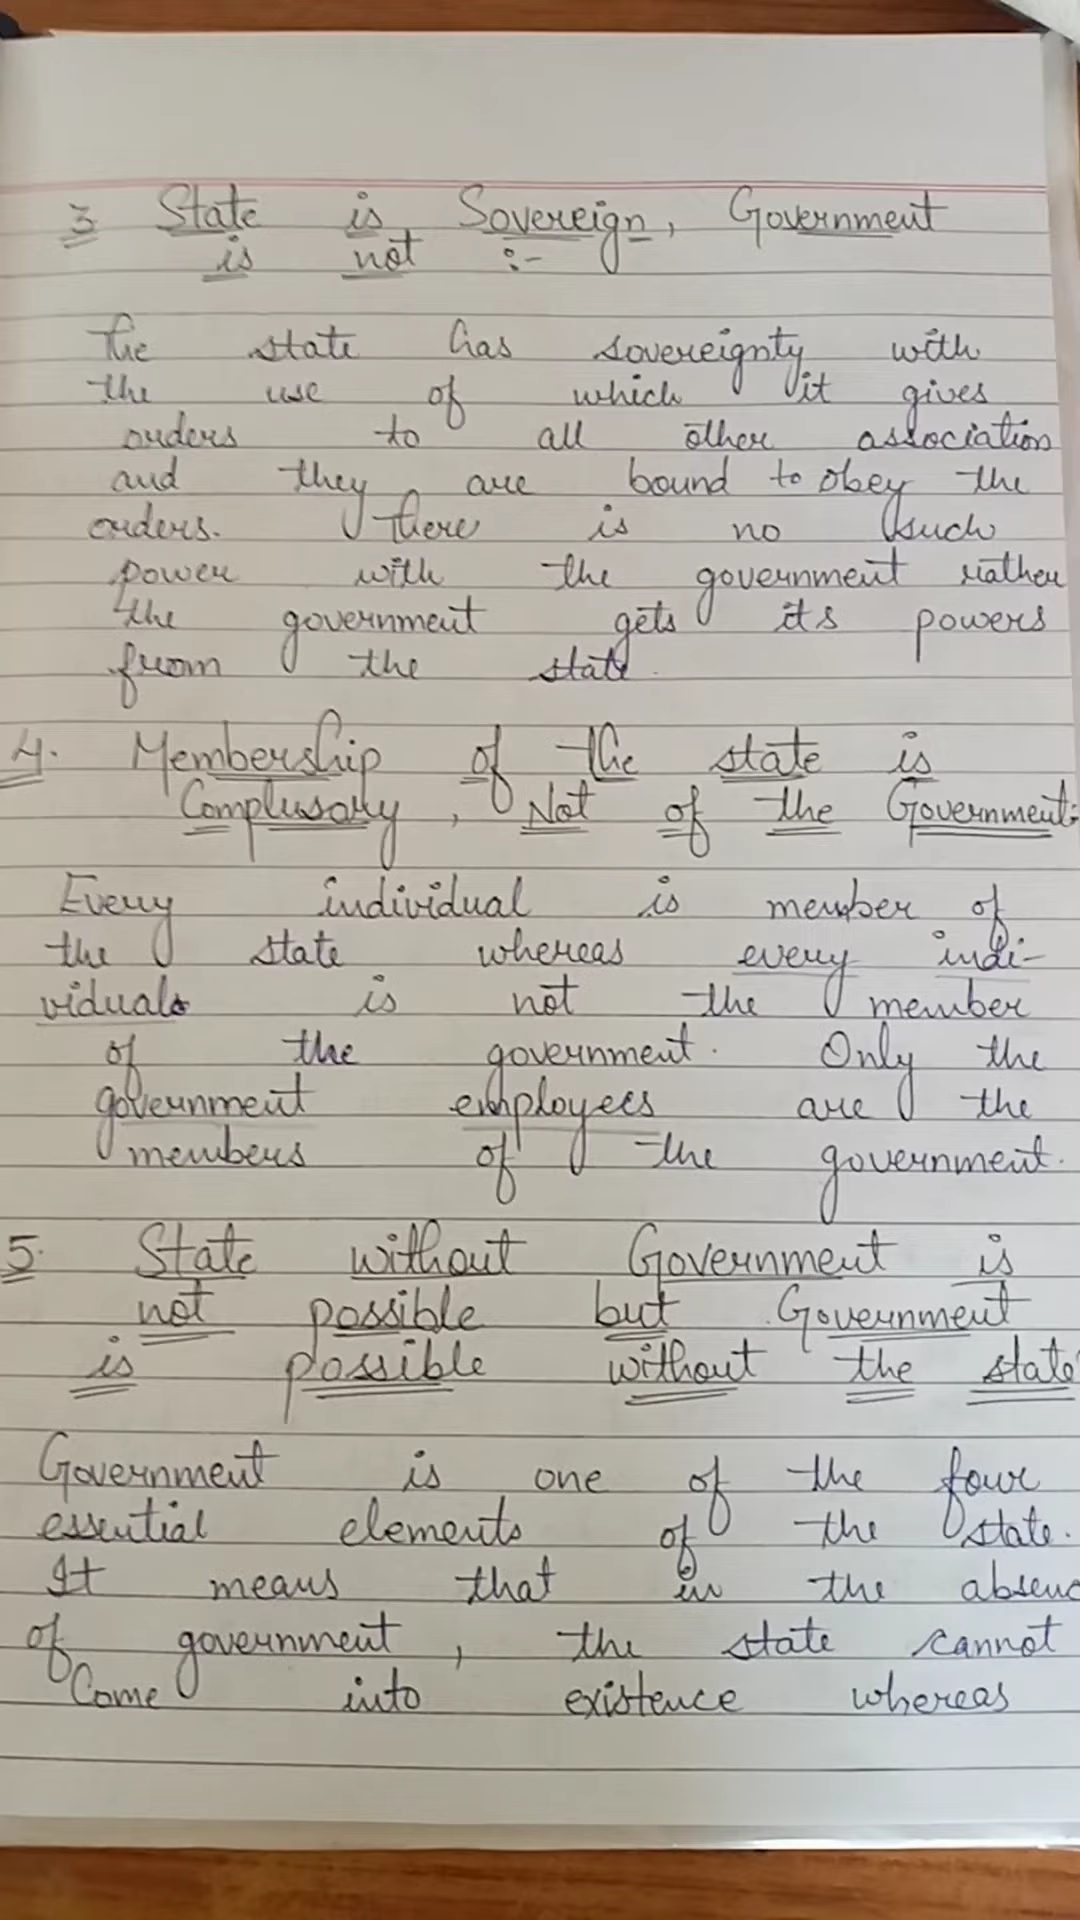 3 State is Sovereign, Government
is not :-
The state has sovereignty with
the use of which it gives
orders to all other association
and they are bound to obey the
orders. There is no such
power with the government rather
the government gets its powers
from the state.
4. Membership of the state is
Complusory, Not of the Government:
Every individual is member of
the state whereas every indi-
viduals is not the member
of the government. Only the
government employees are the
members of the government.
5. State without Government is
not possible but Government
is possible without the state
Government is one of the four
essential elements of the state.
It means that in the absenc
of government, the state cannot
Come into existence whereas